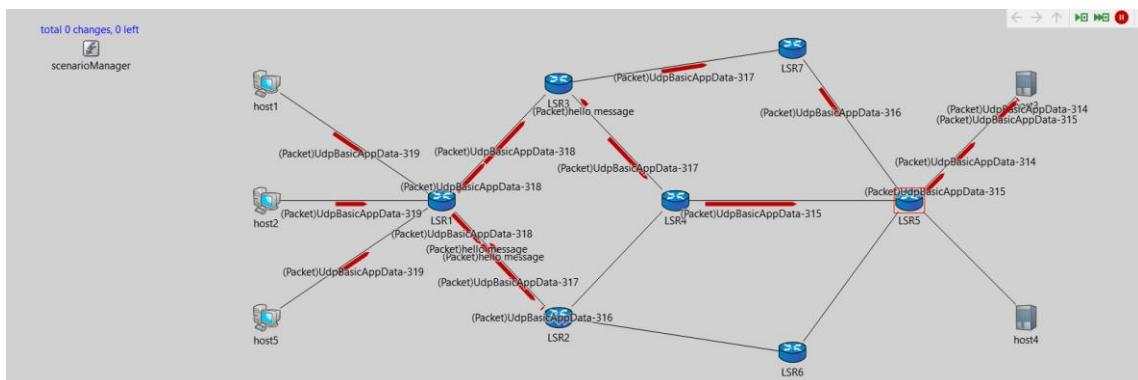 total 0 changes, 0 left
scenarioManager
LSR7
(Packet)UdpBasicAppData-317
host1
LSR3
(Packet)hello message
(Packet)UdpBasicAppData-316
(Packet)UdpBasicAppData-314
(Packet)UdpBasicAppData-315
(Packet)UdpBasicAppData-319
(Packet)UdpBasicAppData-318
(Packet)UdpBasicAppData-317
(Packet)UdpBasicAppData-314
(Packet)UdpBasicAppData-318
(Packet)UdpBasicAppData-315
host2
(Packet)UdpBasicAppData-319
LSR1
LSR4
(Packet)UdpBasicAppData-315
LSR5
(Packet)UdpBasicAppData-318
(Packet)hello message
(Packet)hello message
(Packet)UdpBasicAppData-319
(Packet)UdpBasicAppData-317
(Packet)UdpBasicAppData-316
host5
LSR2
host4
LSR6